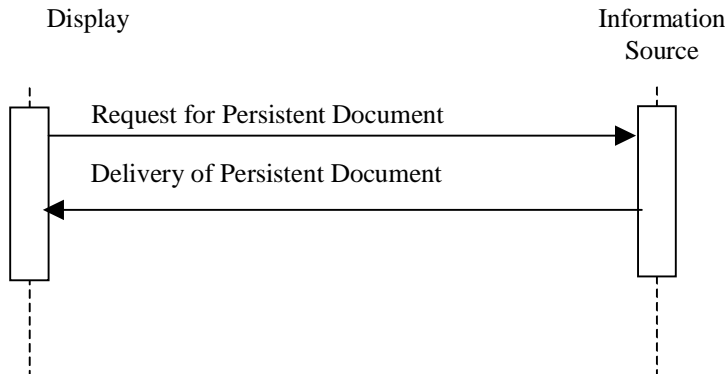 Display
Information
Source
Request for Persistent Document
Delivery of Persistent Document